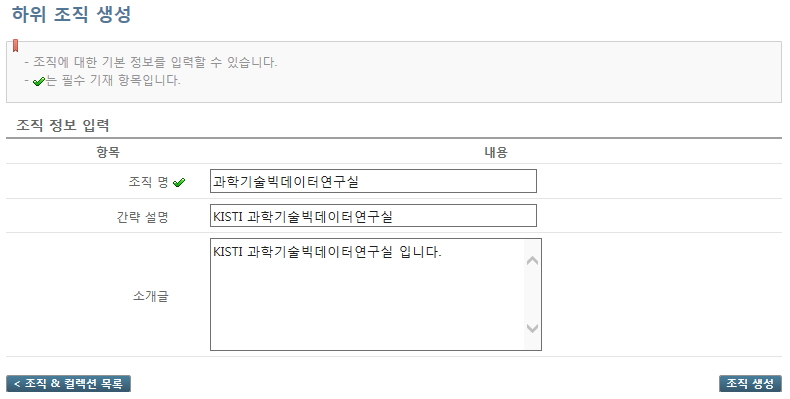 하위 조직 생성
- 조직에 대한 기본 정보를 입력할 수 있습니다.
- 는 필수 기재 항목입니다.
조직 정보 입력
항목 내용
조직 명 과학기술빅데이터연구실
간략 설명 KISTI 과학기술빅데이터연구실
소개글 KISTI 과학기술빅데이터연구실 입니다.
< 조직 & 컬렉션 목록 조직 생성